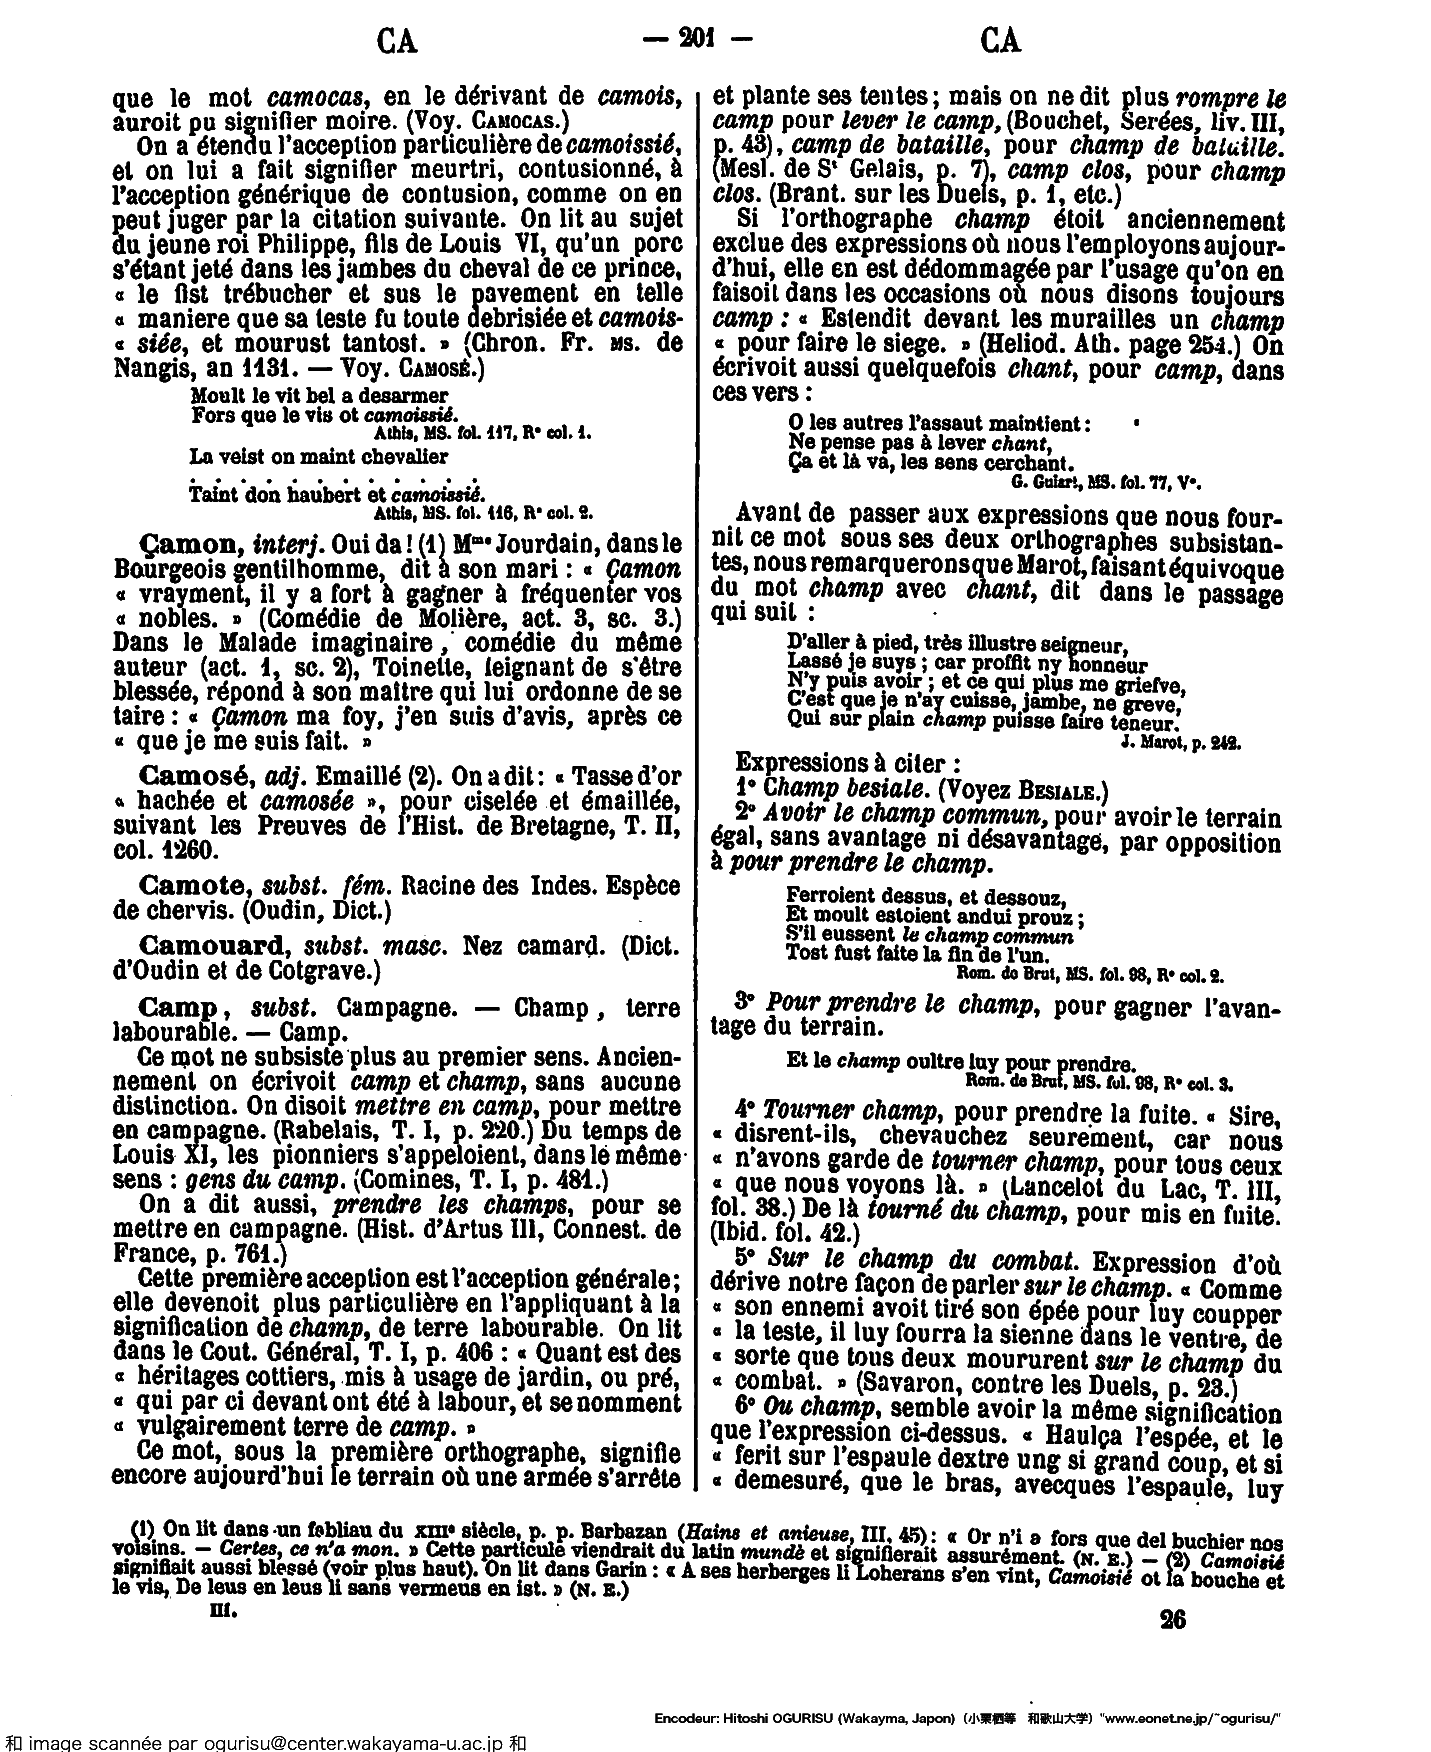 CA
— 201 —
CA
que le mot camocas, en le dérivant de camois,
auroit pu signifier moire. (Voy. CAMOCAS.)
On a étendu l'acception particulière de camoissié,
et on lui a fait signifier meurtri, contusionné, à
l'acception générique de contusion, comme on en
peut juger par la citation suivante. On lit au sujet
du jeune roi Philippe, fils de Louis VI, qu'un porc
s'étant jeté dans les jambes du cheval de ce prince,
« le fist trébucher et sus le pavement en telle
« maniere que sa teste fu toute debrisiée et camois-
« siée, et mourust tantost. » (Chron. Fr. MS. de
Nangis, an 1131. — Voy. CAMOSÉ.)
Moult le vit bel a desarmer
Fors que le vis ot camoissié.
Athis, MS. fol. 117, R° col. 1.
La veist on maint chevalier
. . . . . . . . . . . . . .
Taint don haubert et camoissié.
Athis, MS. fol. 116, R° col. 2.
Çamon, interj. Oui da ! (1) Mme Jourdain, dans le
Bourgeois gentilhomme, dit à son mari : « Çamon
« vrayment, il y a fort à gagner à fréquenter vos
« nobles. » (Comédie de Molière, act. 3, sc. 3.)
Dans le Malade imaginaire, comédie du même
auteur (act. 1, sc. 2), Toinette, feignant de s'être
blessée, répond à son maître qui lui ordonne de se
taire : « Çamon ma foy, j'en suis d'avis, après ce
« que je me suis fait. »
Camosé, adj. Emaillé (2). On a dit : « Tasse d'or
« hachée et camosée », pour ciselée et émaillée,
suivant les Preuves de l'Hist. de Bretagne, T. II,
col. 1260.
Camote, subst. fém. Racine des Indes. Espèce
de chervis. (Oudin, Dict.)
Camouard, subst. masc. Nez camard. (Dict.
d'Oudin et de Cotgrave.)
Camp, subst. Campagne. — Champ, terre
labourable. — Camp.
Ce mot ne subsiste plus au premier sens. Ancien-
nement on écrivoit camp et champ, sans aucune
distinction. On disoit mettre en camp, pour mettre
en campagne. (Rabelais, T. I, p. 220.) Du temps de
Louis XI, les pionniers s'appeloient, dans le même
sens : gens du camp. (Comines, T. I, p. 481.)
On a dit aussi, prendre les champs, pour se
mettre en campagne. (Hist. d'Artus III, Connest. de
France, p. 761.)
Cette première acception est l'acception générale ;
elle devenoit plus particulière en l'appliquant à la
signification de champ, de terre labourable. On lit
dans le Cout. Général, T. I, p. 406 : « Quant est des
« héritages cottiers, mis à usage de jardin, ou pré,
« qui par ci devant ont été à labour, et se nomment
« vulgairement terre de camp. »
Ce mot, sous la première orthographe, signifie
encore aujourd'hui le terrain où une armée s'arrête
et plante ses tentes ; mais on ne dit plus rompre le
camp pour lever le camp, (Bouchet, Serées, liv. III,
p. 43), camp de bataille, pour champ de bataille.
(Mesl. de St Gelais, p. 7), camp clos, pour champ
clos. (Brant. sur les Duels, p. 1, etc.)
Si l'orthographe champ étoit anciennement
exclue des expressions où nous l'employons aujour-
d'hui, elle en est dédommagée par l'usage qu'on en
faisoit dans les occasions où nous disons toujours
camp : « Estendit devant les murailles un champ
« pour faire le siege. » (Heliod. Ath. page 254.) On
écrivoit aussi quelquefois chant, pour camp, dans
ces vers :
O les autres l'assaut maintient :
Ne pense pas à lever chant,
Ça et là va, les sens cerchant.
G. Guiart, MS. fol. 77, V°.
Avant de passer aux expressions que nous four-
nit ce mot sous ses deux orthographes subsistan-
tes, nous remarquerons que Marot, faisant équivoque
du mot champ avec chant, dit dans le passage
qui suit :
D'aller à pied, très illustre seigneur,
Lassé je suys ; car proffit ny honneur
N'y puis avoir ; et ce qui plus me griefve,
C'est que je n'ay cuisse, jambe, ne greve,
Qui sur plain champ puisse faire teneur.
J. Marot, p. 242.
Expressions à citer :
1° Champ besiale. (Voyez BESIALE.)
2° Avoir le champ commun, pour avoir le terrain
égal, sans avantage ni désavantage, par opposition
à pour prendre le champ.
Ferroient dessus, et dessouz,
Et moult estoient andui prouz ;
S'il eussent le champ commun
Tost fust faite la fin de l'un.
Rom. de Brut, MS. fol. 98, R° col. 2.
3° Pour prendre le champ, pour gagner l'avan-
tage du terrain.
Et le champ oultre luy pour prendre.
Rom. de Brut, MS. fol. 98, R° col. 3.
4° Tourner champ, pour prendre la fuite. « Sire,
« disrent-ils, chevauchez seurement, car nous
« n'avons garde de tourner champ, pour tous ceux
« que nous voyons là. » (Lancelot du Lac, T. III,
fol. 38.) De là tourné du champ, pour mis en fuite.
(Ibid. fol. 42.)
5° Sur le champ du combat. Expression d'où
dérive notre façon de parler sur le champ. « Comme
« son ennemi avoit tiré son épée pour luy coupper
« la teste, il luy fourra la sienne dans le ventre, de
« sorte que tous deux moururent sur le champ du
« combat. » (Savaron, contre les Duels, p. 23.)
6° Ou champ, semble avoir la même signification
que l'expression ci-dessus. « Haulça l'espée, et le
« ferit sur l'espaule dextre ung si grand coup, et si
« demesuré, que le bras, avecques l'espaule, luy
(1) On lit dans un fabliau du XIIIe siècle, p. p. Barbazan (Hains et anieuse, III, 45) : « Or n'i a fors que del buchier nos
voisins. — Certes, ce n'a mon. » Cette particule viendrait du latin mundè et signifierait assurément. (N. E.) — (2) Camoisié
signifiait aussi blessé (voir plus haut). On lit dans Garin : « A ses herberges li Loherans s'en vint, Camoisié ot la bouche et
le vis, De leus en leus li sans vermeus en ist. » (N. E.)
III.
26
Encodeur: Hitoshi OGURISU (Wakayma, Japon) (小栗栖等 和歌山大学) "www.eonet.ne.jp/~ogurisu/"
和 image scannée par ogurisu@center.wakayama-u.ac.jp 和